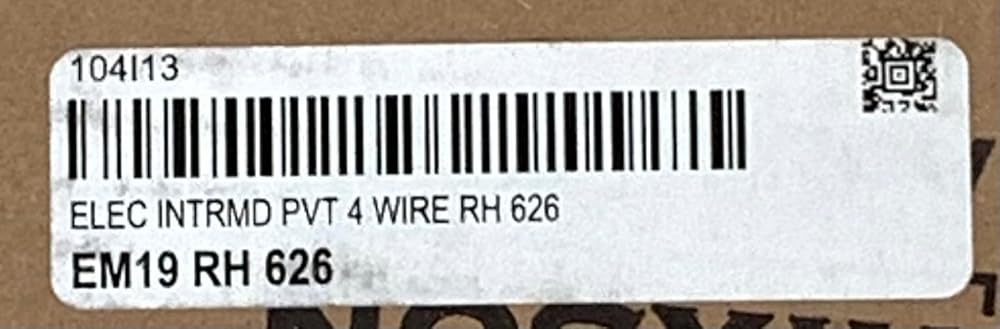 104I13
ELEC INTRMD PVT 4 WIRE RH 626
EM19 RH 626